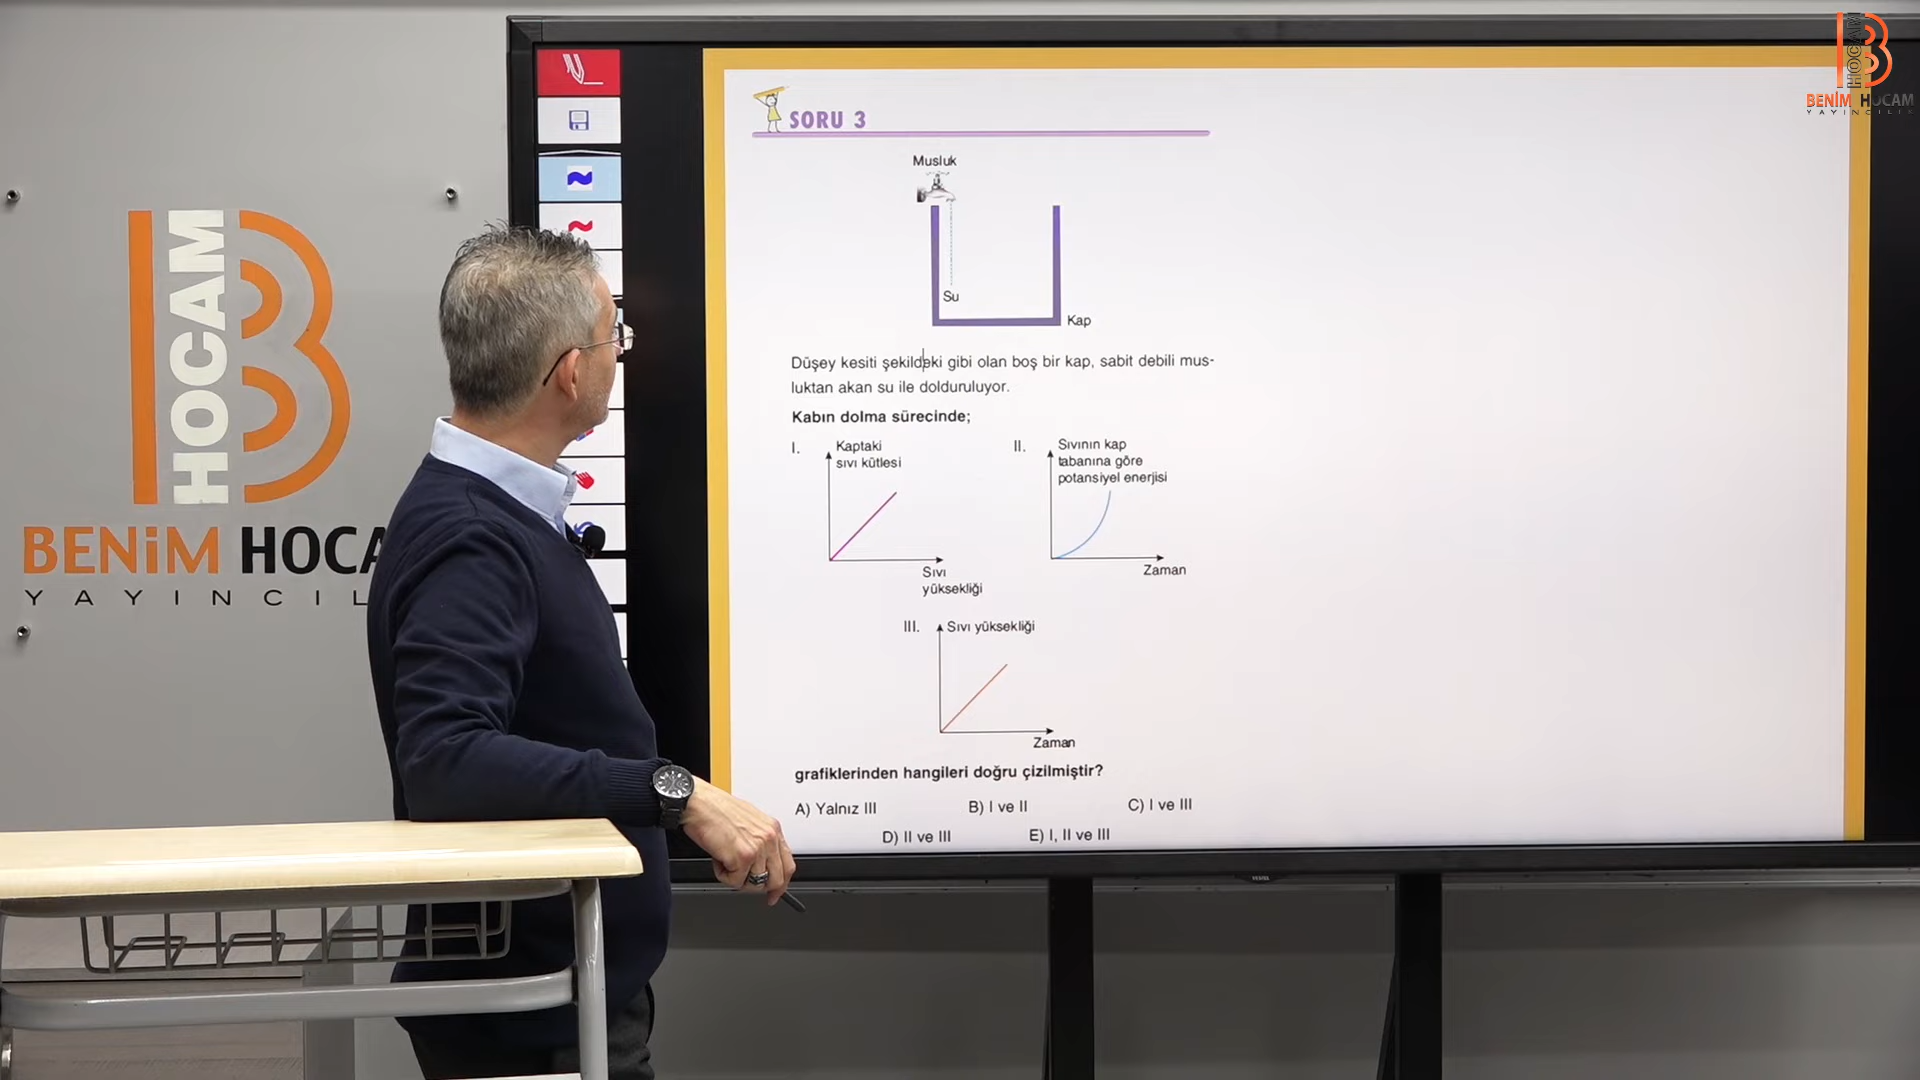 HOCAM
BENİM HOCAM
YAYINCILIK
HOCAM
BENİM HOCA
YAYINCIL
SORU 3
Musluk
Su
Kap
Düşey kesiti şekildeki gibi olan boş bir kap, sabit debili mus-
luktan akan su ile dolduruluyor.
Kabın dolma sürecinde;
I. Kaptaki
sıvı kütlesi
Sıvı
yüksekliği
II. Sıvının kap
tabanına göre
potansiyel enerjisi
Zaman
III. Sıvı yüksekliği
Zaman
grafiklerinden hangileri doğru çizilmiştir?
A) Yalnız III B) I ve II C) I ve III
D) II ve III E) I, II ve III